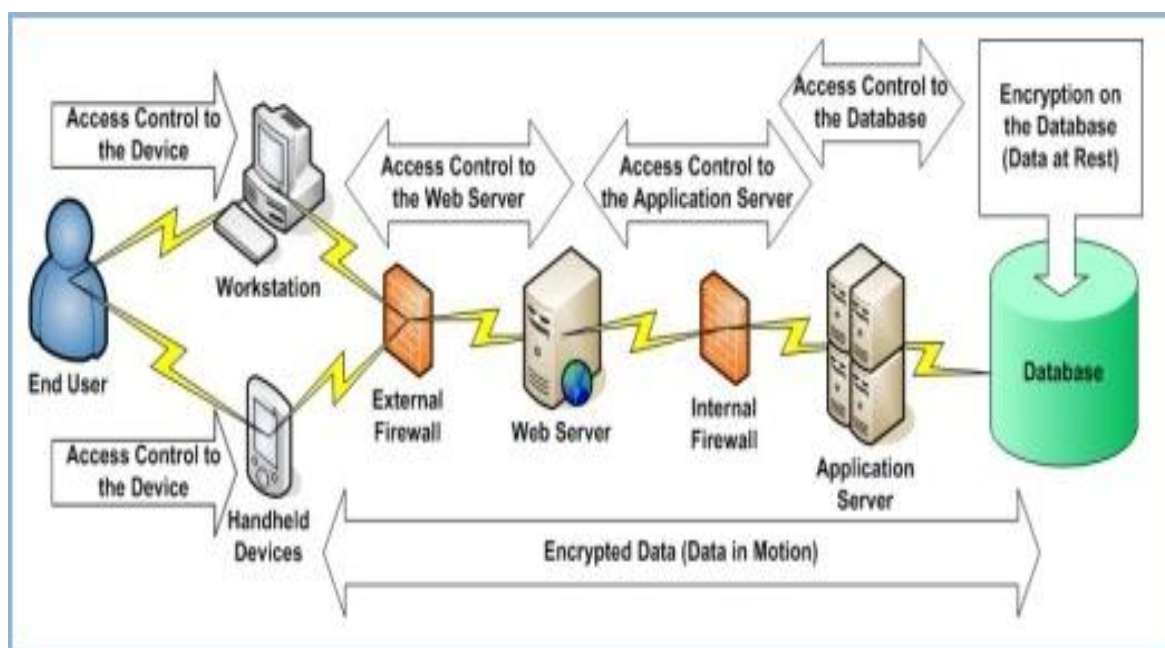 Access Control to
the Device
Access Control to
the Web Server
Access Control to
the Application Server
Access Control to
the Database
Encryption on
the Database
(Data at Rest)
End User
Workstation
External
Firewall
Web Server
Internal
Firewall
Application
Server
Database
Access Control to
the Device
Handheld
Devices
Encrypted Data (Data in Motion)